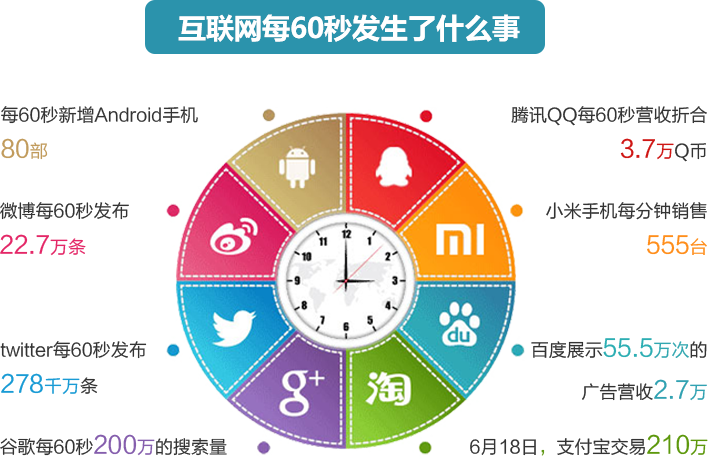 互联网每60秒发生了什么事
每60秒新增Android手机
80部
腾讯QQ每60秒营收折合
3.7万Q币
微博每60秒发布
22.7万条
小米手机每分钟销售
555台
12
1
2
3
4
5
6
7
8
9
10
11
du
g+
淘
twitter每60秒发布
278千万条
百度展示55.5万次的
广告营收2.7万
谷歌每60秒200万的搜索量
6月18日，支付宝交易210万